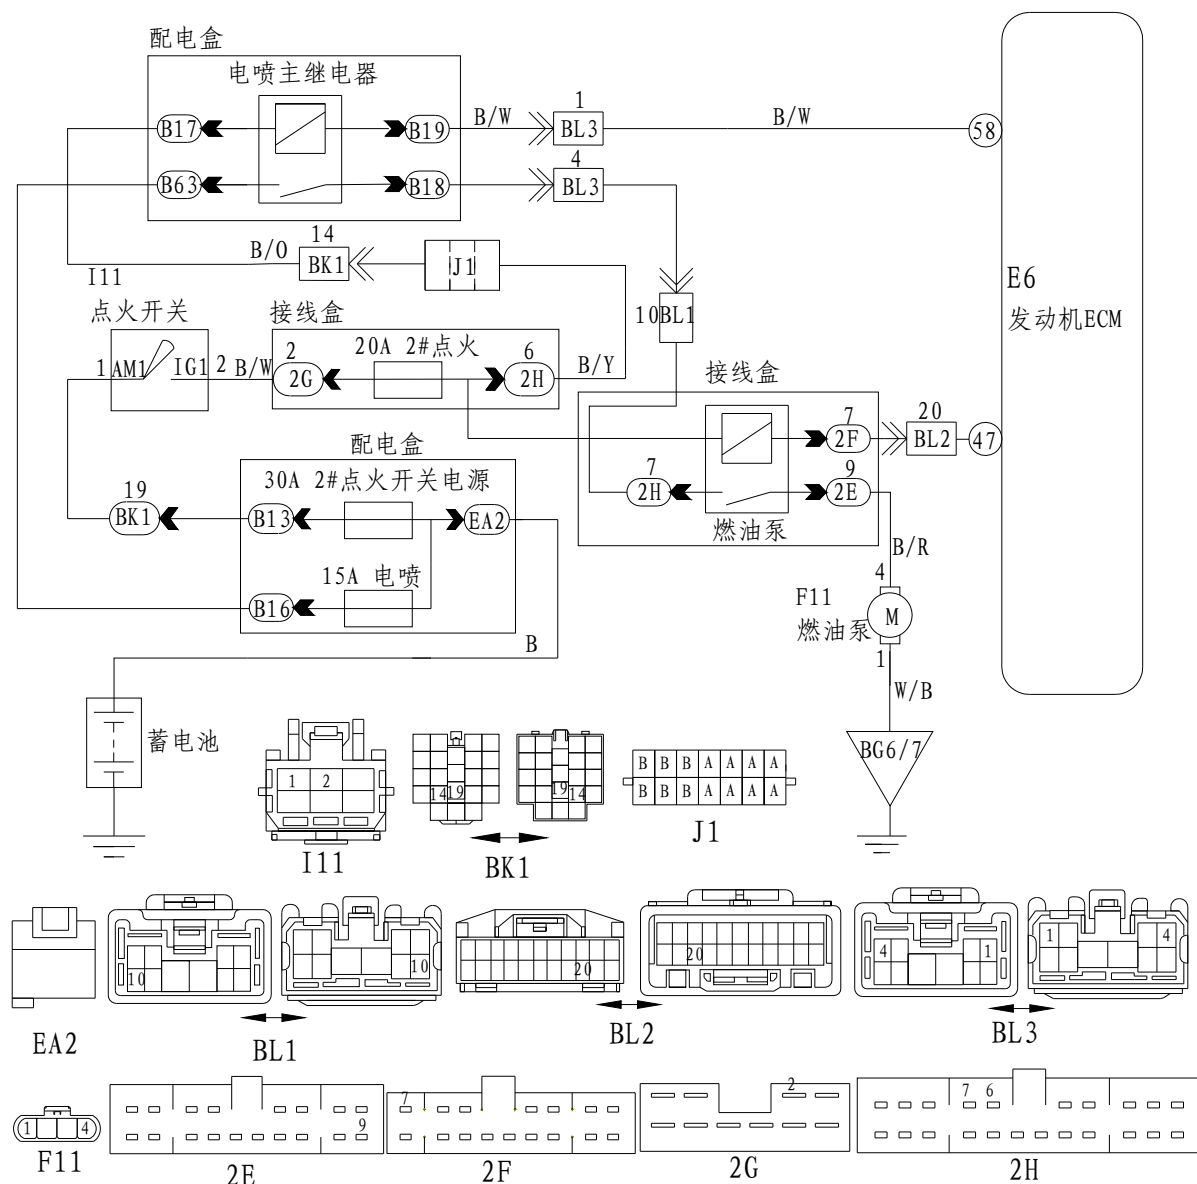 配电盒
电喷主继电器
B17
B19
B/W
1
BL3
B/W
58
B63
B18
4
BL3
E6
发动机ECM
B/O
14
BK1
J1
10
BL1
I11
点火开关
1
AM1
IG1
2
B/W
接线盒
2
2G
20A 2#点火
6
2H
B/Y
接线盒
7
2F
20
BL2
47
7
2H
9
2E
燃油泵
B/R
配电盒
30A 2#点火开关电源
19
BK1
B13
EA2
15A 电喷
B16
B
4
F11
燃油泵
M
1
W/B
BG6/7
蓄电池
1 2
I11
14 19
19 14
BK1
B B B A A A A
B B B A A A A
J1
EA2
10
10
BL1
20
20
BL2
4 1
1 4
BL3
1 4
F11
9
2E
7
2F
2
2G
7 6
2H